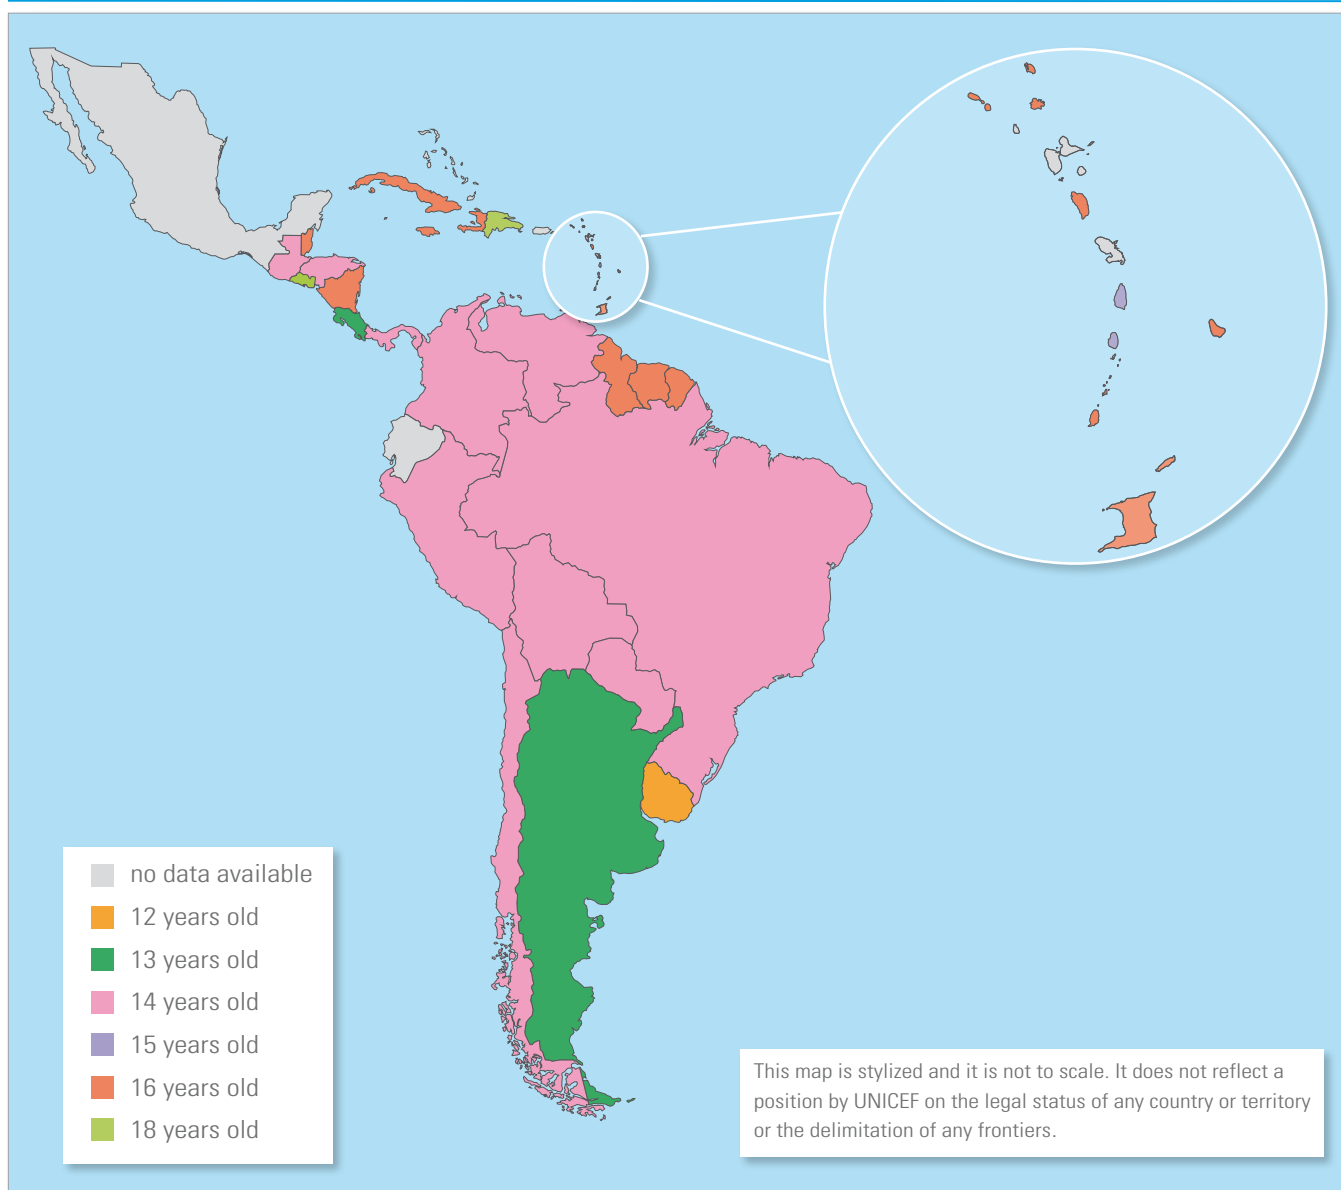 no data available
12 years old
13 years old
14 years old
15 years old
16 years old
18 years old
This map is stylized and it is not to scale. It does not reflect a
position by UNICEF on the legal status of any country or territory
or the delimitation of any frontiers.